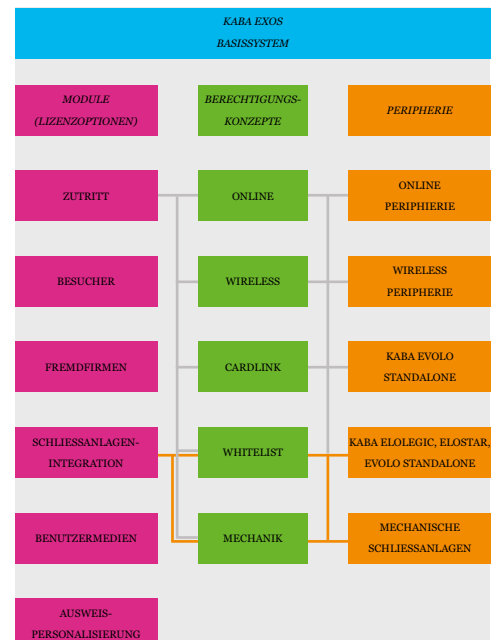 KABA EXOS
BASISSYSTEM
MODULE
(LIZENZOPTIONEN)
BERECHTIGUNGS-
KONZEPTE
PERIPHERIE
ZUTRITT
ONLINE
ONLINE
PERIPHIERIE
BESUCHER
WIRELESS
WIRELESS
PERIPHERIE
FREMDFIRMEN
CARDLINK
KABA EVOLO
STANDALONE
SCHLIESSANLAGEN-
INTEGRATION
WHITELIST
KABA ELOLEGIC, ELOSTAR,
EVOLO STANDALONE
BENUTZERMEDIEN
MECHANIK
MECHANISCHE
SCHLIESSANLAGEN
AUSWEIS-
PERSONALISIERUNG